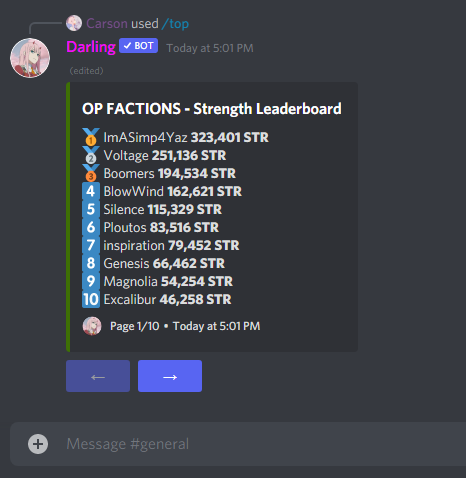 Carson used /top
Darling ✓ BOT Today at 5:01 PM
(edited)
OP FACTIONS - Strength Leaderboard
🥇 ImASimp4Yaz 323,401 STR
🥈 Voltage 251,136 STR
🥉 Boomers 194,534 STR
4 BlowWind 162,621 STR
5 Silence 115,329 STR
6 Ploutos 83,516 STR
7 inspiration 79,452 STR
8 Genesis 66,462 STR
9 Magnolia 54,254 STR
10 Excalibur 46,258 STR
Page 1/10 • Today at 5:01 PM
← →
Message #general